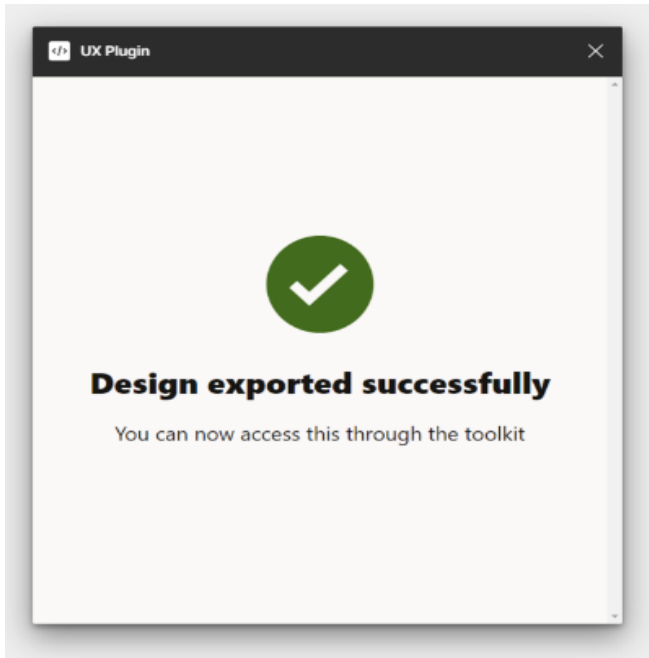 UX Plugin
Design exported successfully
You can now access this through the toolkit